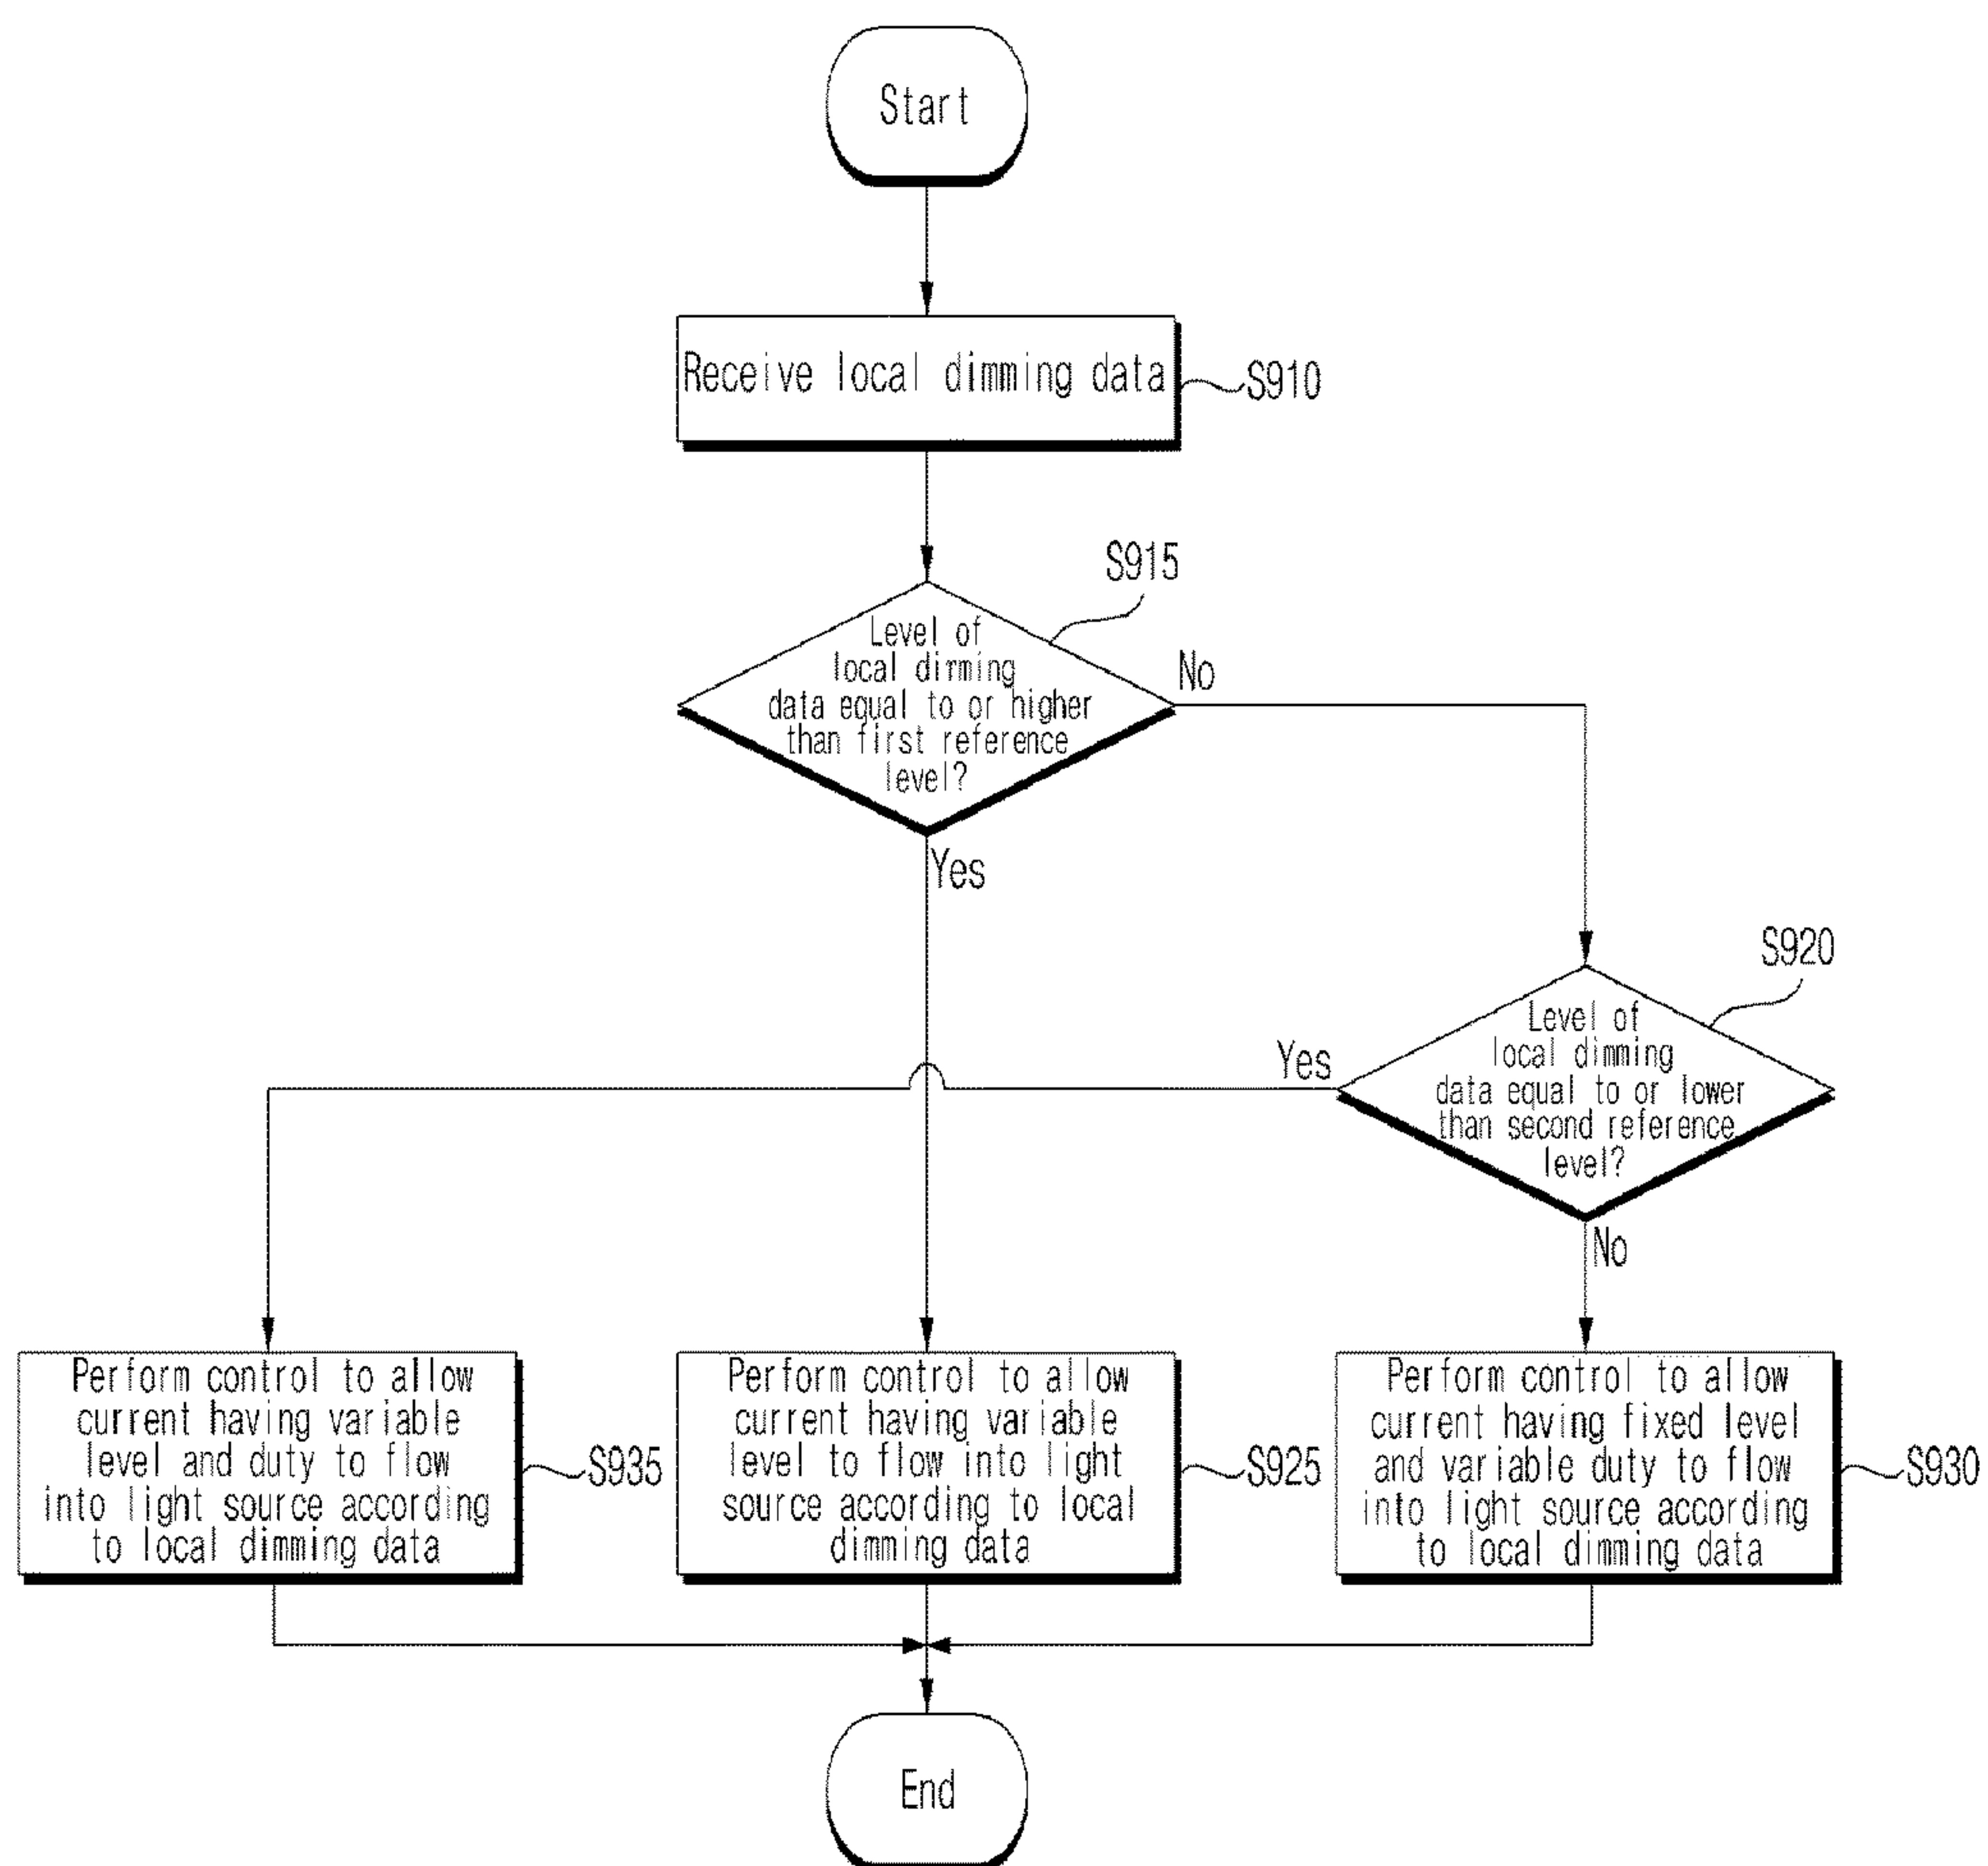 Start
Receive local dimming data
S910
S915
Level of
local dimming
data equal to or higher
than first reference
level?
No
Yes
S920
Level of
local dimming
data equal to or lower
than second reference
level?
Yes
No
Perform control to allow
current having variable
level and duty to flow
into light source according
to local dimming data
S935
Perform control to allow
current having variable
level to flow into light
source according to local
dimming data
S925
Perform control to allow
current having fixed level
and variable duty to flow
into light source according
to local dimming data
S930
End